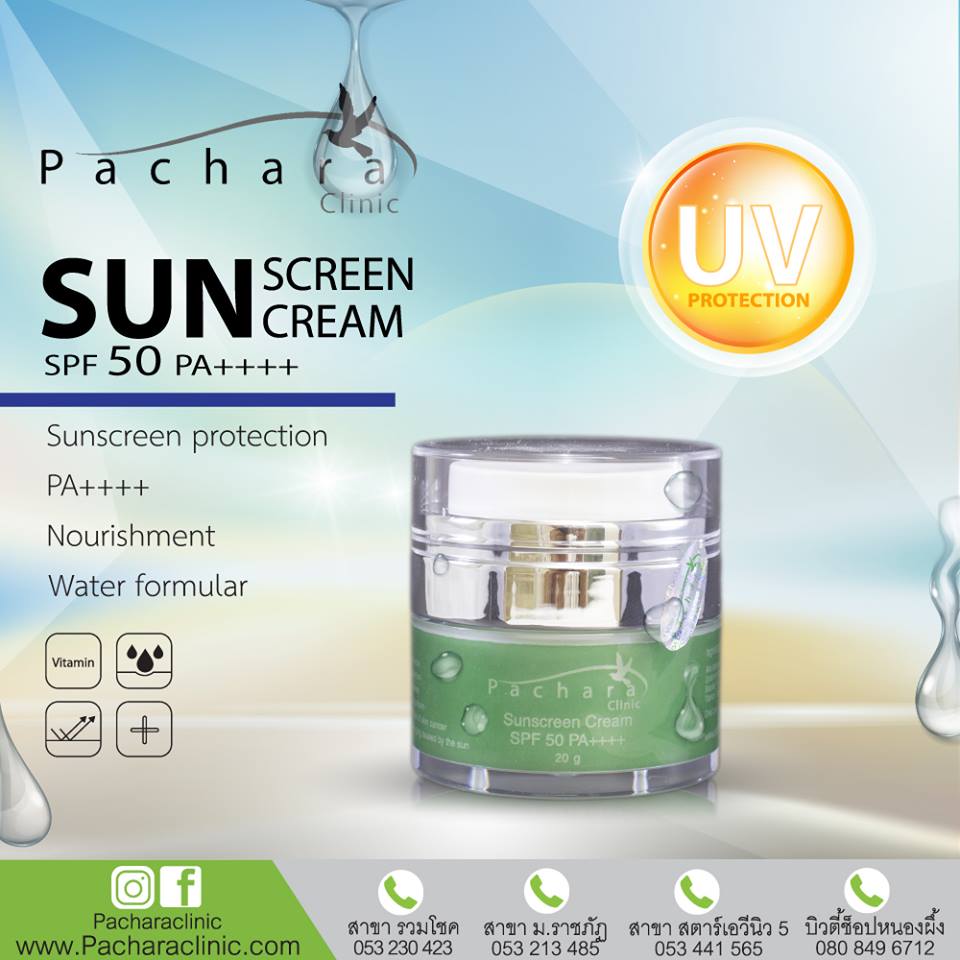 Pachara
Clinic
SUN SCREEN
CREAM
SPF 50 PA++++
Sunscreen protection
PA++++
Nourishment
Water formular
Vitamin
UV
PROTECTION
Pachara
Clinic
Sunscreen Cream
SPF 50 PA++++
20 g
by the sun
Pacharaclinic
www.Pacharaclinic.com
สาขา รวมโชค
053 230 423
สาขา ม.ราชภัฏ
053 213 485
สาขา สตาร์เอวีนิว 5
053 441 565
บิวตี้ช็อปหนองผึ้ง
080 849 6712